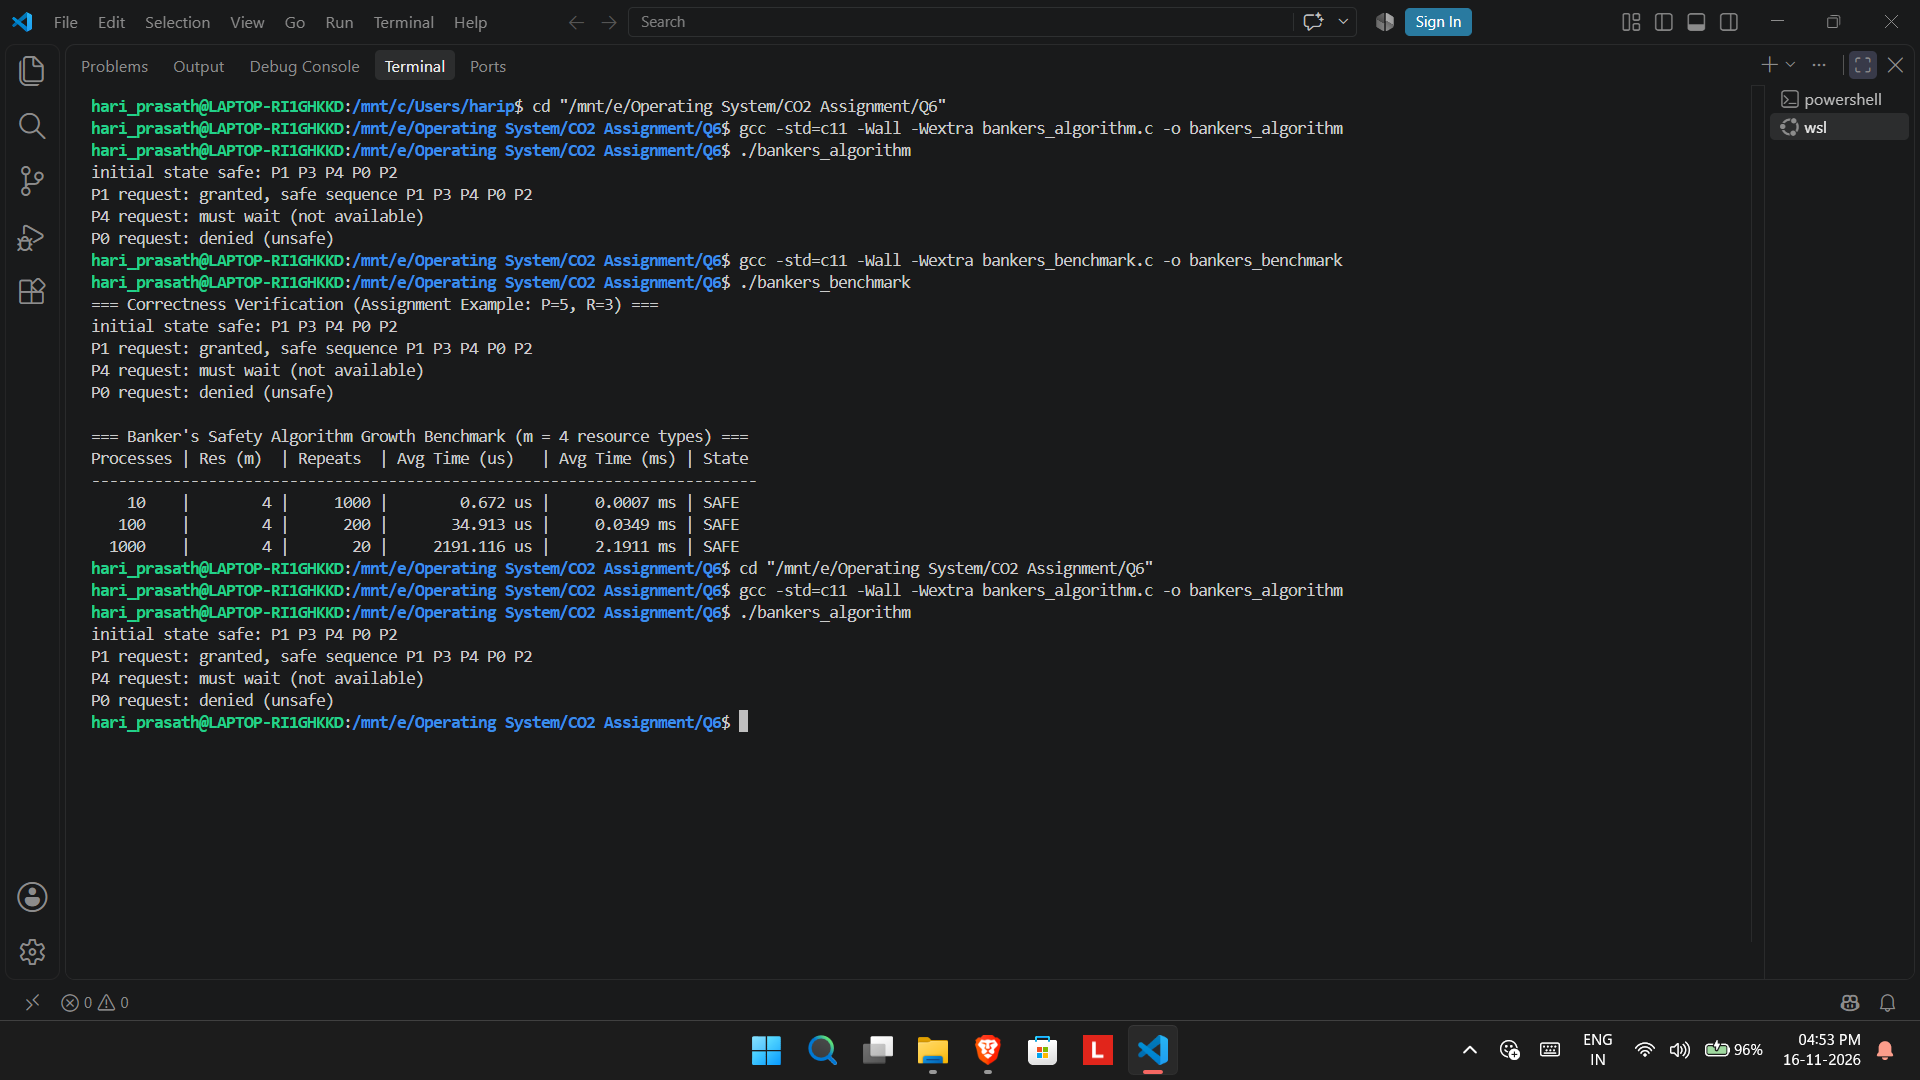 File Edit Selection View Go Run Terminal Help
Search
Sign In
Problems Output Debug Console Terminal Ports
powershell
wsl
hari_prasath@LAPTOP-RI1GHKKD:/mnt/c/Users/harip$ cd "/mnt/e/Operating System/CO2 Assignment/Q6"
hari_prasath@LAPTOP-RI1GHKKD:/mnt/e/Operating System/CO2 Assignment/Q6$ gcc -std=c11 -Wall -Wextra bankers_algorithm.c -o bankers_algorithm
hari_prasath@LAPTOP-RI1GHKKD:/mnt/e/Operating System/CO2 Assignment/Q6$ ./bankers_algorithm
initial state safe: P1 P3 P4 P0 P2
P1 request: granted, safe sequence P1 P3 P4 P0 P2
P4 request: must wait (not available)
P0 request: denied (unsafe)
hari_prasath@LAPTOP-RI1GHKKD:/mnt/e/Operating System/CO2 Assignment/Q6$ gcc -std=c11 -Wall -Wextra bankers_benchmark.c -o bankers_benchmark
hari_prasath@LAPTOP-RI1GHKKD:/mnt/e/Operating System/CO2 Assignment/Q6$ ./bankers_benchmark
=== Correctness Verification (Assignment Example: P=5, R=3) ===
initial state safe: P1 P3 P4 P0 P2
P1 request: granted, safe sequence P1 P3 P4 P0 P2
P4 request: must wait (not available)
P0 request: denied (unsafe)
=== Banker's Safety Algorithm Growth Benchmark (m = 4 resource types) ===
Processes | Res (m)  | Repeats  | Avg Time (us)   | Avg Time (ms) | State
--------------------------------------------------------------------------
    10    |        4 |     1000 |        0.672 us |     0.0007 ms | SAFE
   100    |        4 |      200 |       34.913 us |     0.0349 ms | SAFE
  1000    |        4 |       20 |     2191.116 us |     2.1911 ms | SAFE
hari_prasath@LAPTOP-RI1GHKKD:/mnt/e/Operating System/CO2 Assignment/Q6$ cd "/mnt/e/Operating System/CO2 Assignment/Q6"
hari_prasath@LAPTOP-RI1GHKKD:/mnt/e/Operating System/CO2 Assignment/Q6$ gcc -std=c11 -Wall -Wextra bankers_algorithm.c -o bankers_algorithm
hari_prasath@LAPTOP-RI1GHKKD:/mnt/e/Operating System/CO2 Assignment/Q6$ ./bankers_algorithm
initial state safe: P1 P3 P4 P0 P2
P1 request: granted, safe sequence P1 P3 P4 P0 P2
P4 request: must wait (not available)
P0 request: denied (unsafe)
hari_prasath@LAPTOP-RI1GHKKD:/mnt/e/Operating System/CO2 Assignment/Q6$
0 0
L
ENG
IN
96%
04:53 PM
16-11-2026